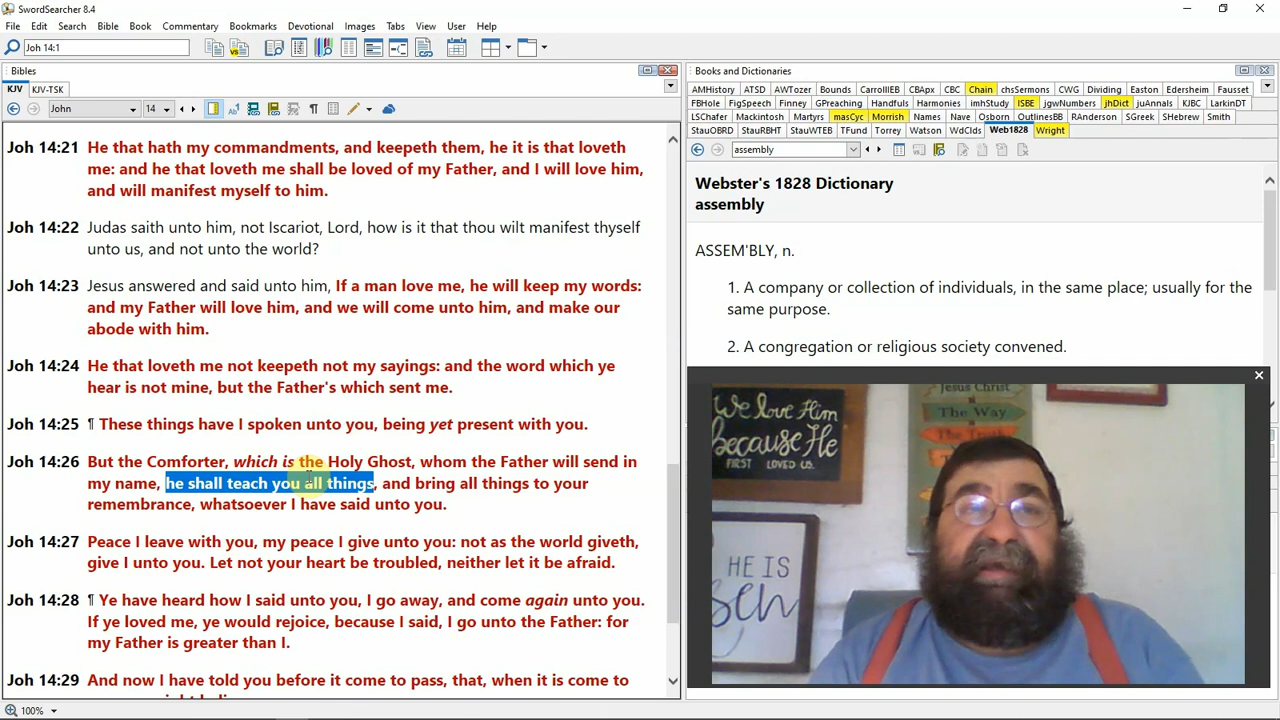 SwordSearcher 8.4
File Edit Search Bible Book Commentary Bookmarks Devotional Images Tabs View User Help
Joh 14:1
Bibles
KJV KJV-TSK
John 14
Joh 14:21 He that hath my commandments, and keepeth them, he it is that loveth
me: and he that loveth me shall be loved of my Father, and I will love him,
and will manifest myself to him.
Joh 14:22 Judas saith unto him, not Iscariot, Lord, how is it that thou wilt manifest thyself
unto us, and not unto the world?
Joh 14:23 Jesus answered and said unto him, If a man love me, he will keep my words:
and my Father will love him, and we will come unto him, and make our
abode with him.
Joh 14:24 He that loveth me not keepeth not my sayings: and the word which ye
hear is not mine, but the Father's which sent me.
Joh 14:25 ¶ These things have I spoken unto you, being yet present with you.
Joh 14:26 But the Comforter, which is the Holy Ghost, whom the Father will send in
my name, he shall teach you all things, and bring all things to your
remembrance, whatsoever I have said unto you.
Joh 14:27 Peace I leave with you, my peace I give unto you: not as the world giveth,
give I unto you. Let not your heart be troubled, neither let it be afraid.
Joh 14:28 ¶ Ye have heard how I said unto you, I go away, and come again unto you.
If ye loved me, ye would rejoice, because I said, I go unto the Father: for
my Father is greater than I.
Joh 14:29 And now I have told you before it come to pass, that, when it is come to
100%
Books and Dictionaries
AMHistory ATSD AWTozer Bounds CarrollIEB CBApx CBC Chain chsSermons CWG Dividing Easton Edersheim Fausset
FBHole FigSpeech Finney GPrearching Handfuls Harmonies imhStudy ISBE jgwNumbers jhDict juAnnals KJBC LarkinDT
LSChafer Mackintosh Martyrs masCyc Morrish Names Nave Osborn OutlinesBB RAnderson SGreek SHebrew Smith
StauOBRD StauRBHT StauWTEB TFund Torrey Watson WdClds Web1828 Wright
assembly
Webster's 1828 Dictionary
assembly
ASSEM'BLY, n.
1. A company or collection of individuals, in the same place; usually for the
same purpose.
2. A congregation or religious society convened.
We love Him
because He
FIRST LOVED US.
Jesus Christ
The Way
HE IS